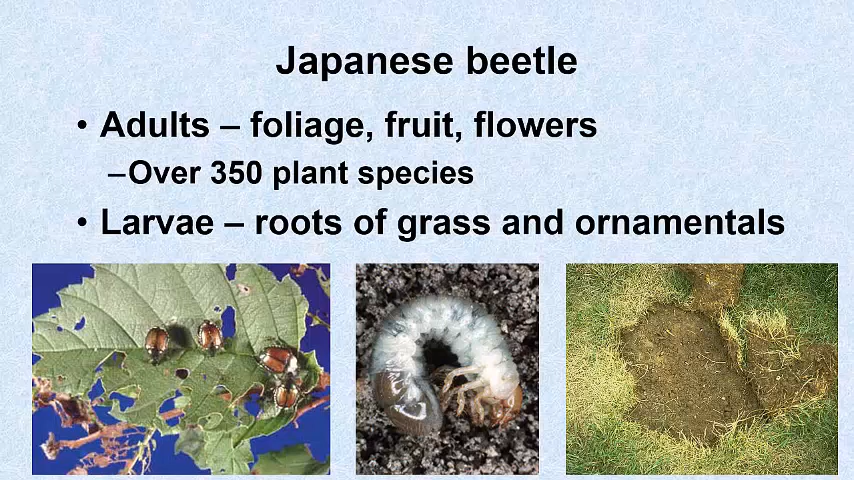 Japanese beetle
• Adults – foliage, fruit, flowers
–Over 350 plant species
• Larvae – roots of grass and ornamentals